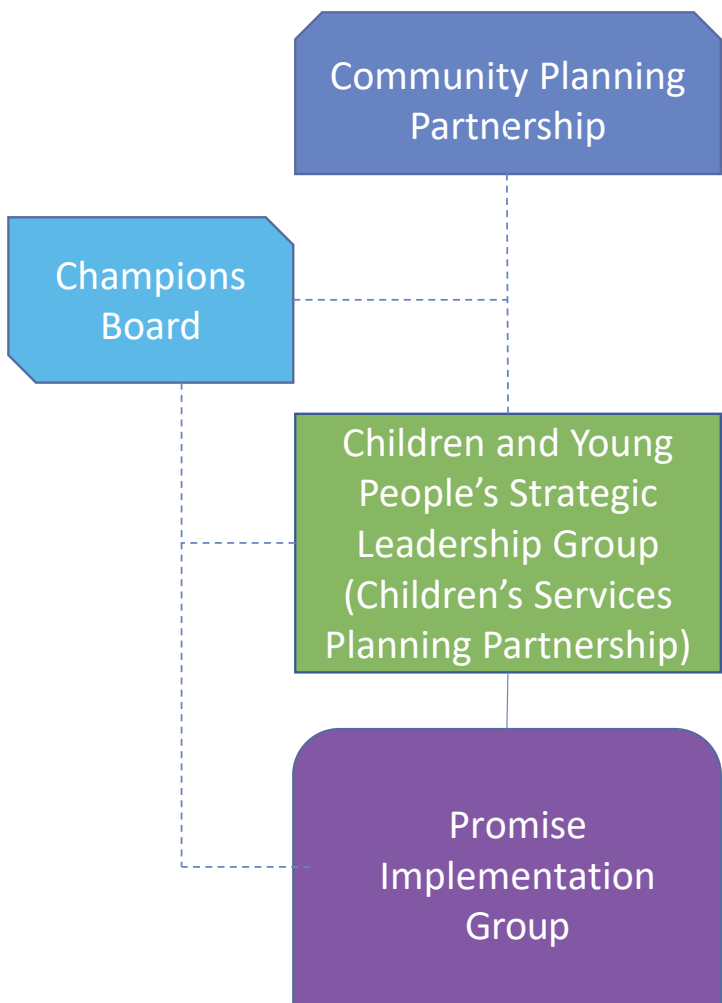 Community Planning
Partnership
Champions
Board
Children and Young
People’s Strategic
Leadership Group
(Children’s Services
Planning Partnership)
Promise
Implementation
Group